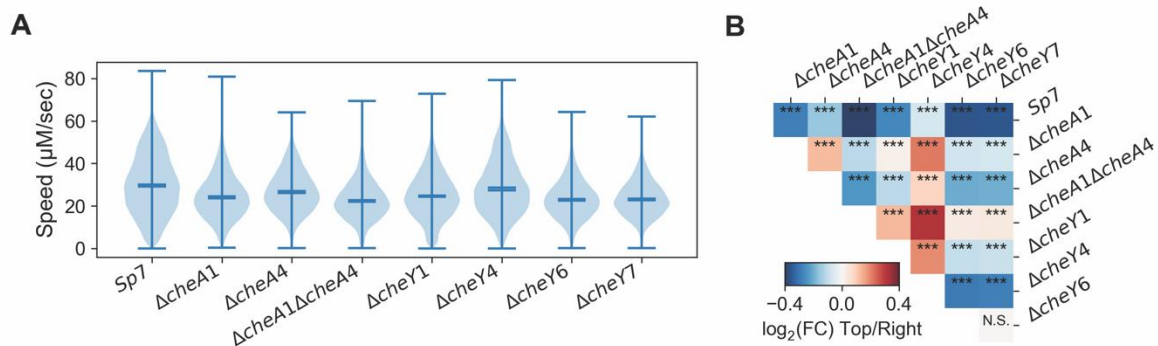 A
Speed (μM/sec)
80
60
40
20
0
Sp7
ΔcheA1
ΔcheA4
ΔcheA1ΔcheA4
ΔcheY1
ΔcheY4
ΔcheY6
ΔcheY7
B
ΔcheA1
ΔcheA4
ΔcheA1ΔcheA4
ΔcheY1
ΔcheY4
ΔcheY6
ΔcheY7
*** *** *** *** *** *** *** Sp7
*** *** *** *** *** *** ΔcheA1
*** *** *** *** *** ΔcheA4
*** *** *** *** ΔcheA1ΔcheA4
*** *** *** ΔcheY1
*** *** ΔcheY4
N.S. ΔcheY6
−0.4 0.0 0.4
log2(FC) Top/Right